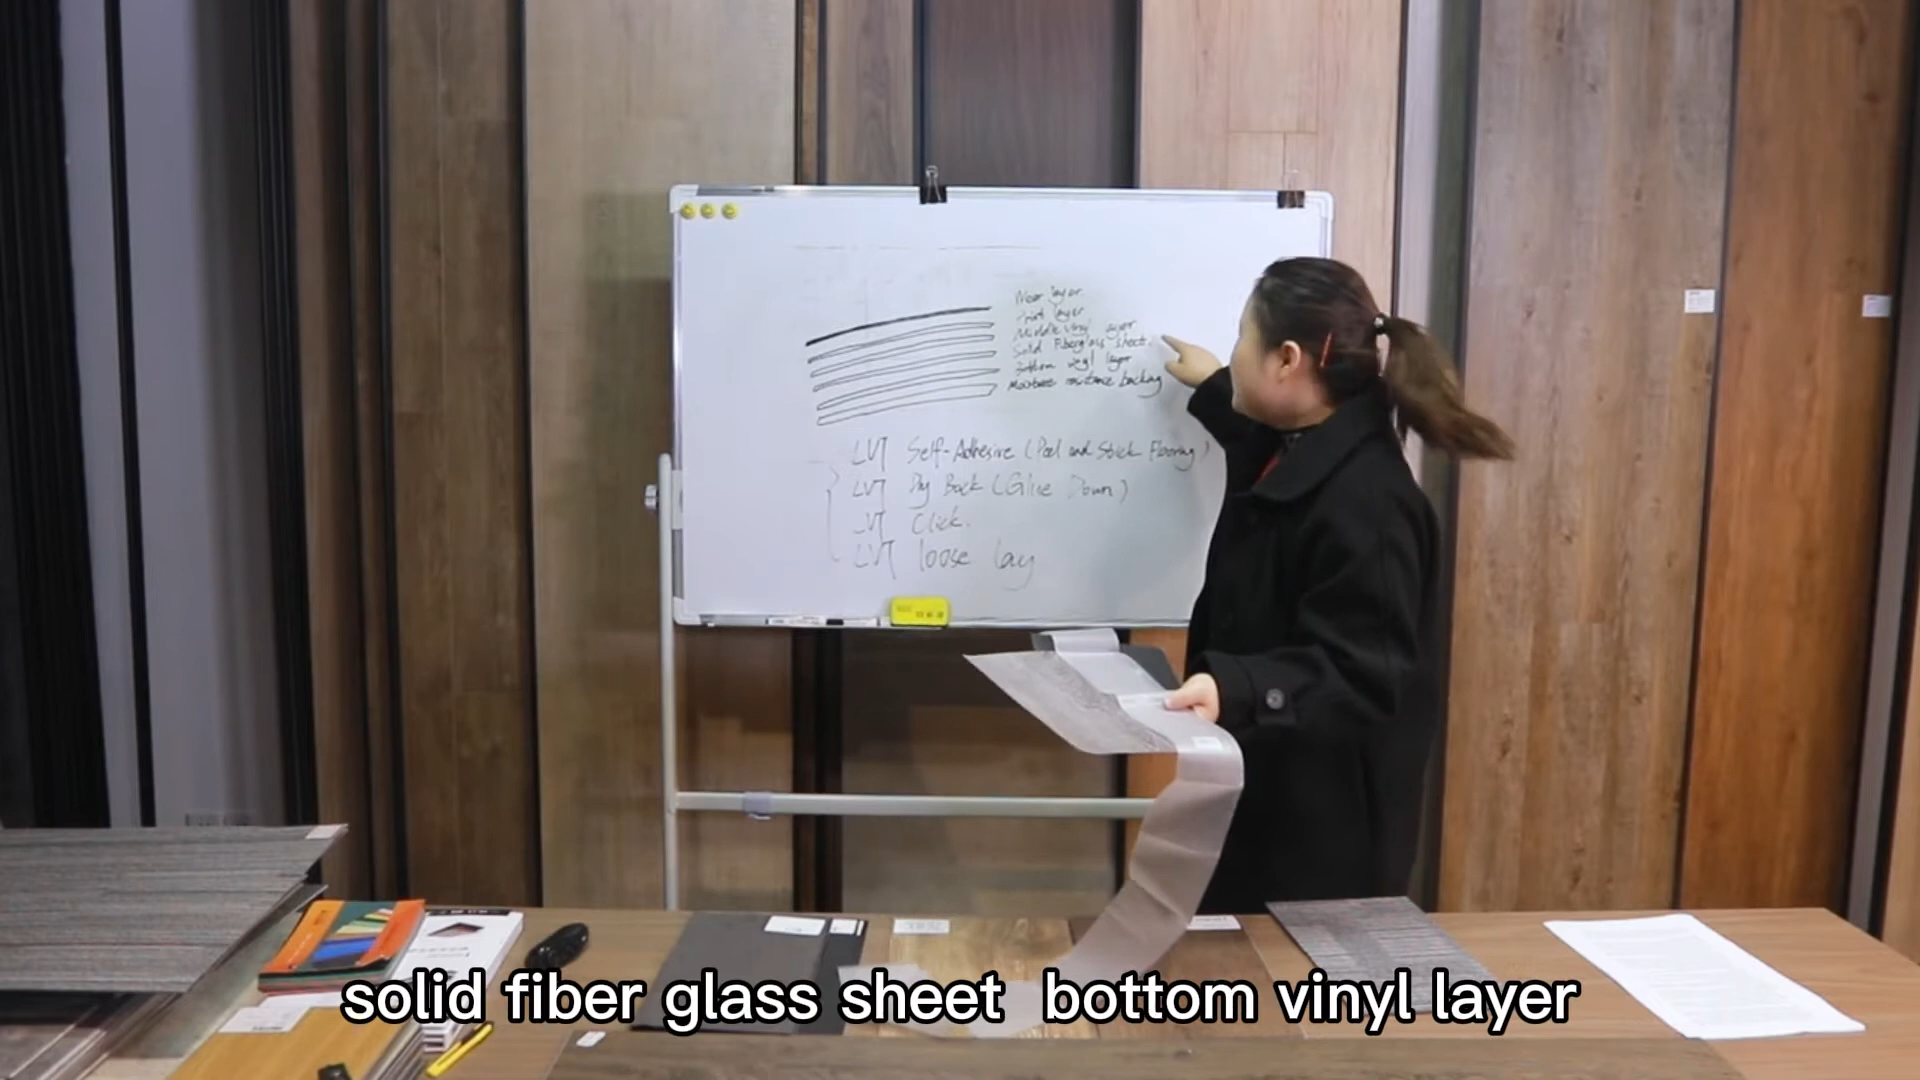 Wear layer
Print layer
Middle vinyl layer
Solid Fiberglass sheet.
Bottom vinyl layer
Moisture resistance backing
LVT Self-Adhesive (Peel and Stick Flooring)
LVT Dry Back (Glue Down)
LVT Click.
LVT loose lay
solid fiber glass sheet bottom vinyl layer